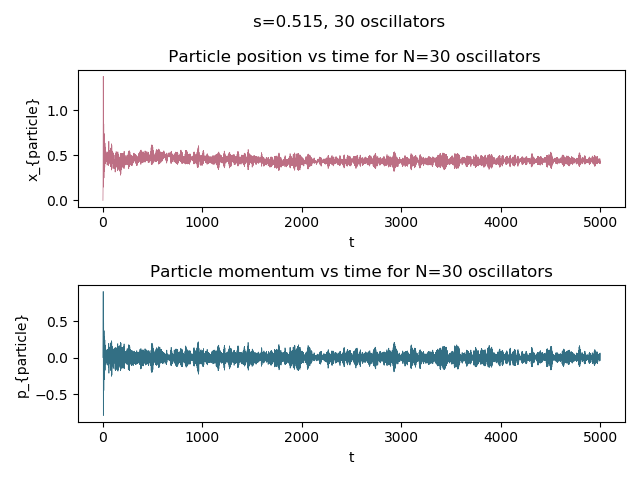 s=0.515, 30 oscillators
Particle position vs time for N=30 oscillators
x_{particle}
1.0
0.5
0.0
0 1000 2000 3000 4000 5000
t
Particle momentum vs time for N=30 oscillators
p_{particle}
0.5
0.0
−0.5
0 1000 2000 3000 4000 5000
t